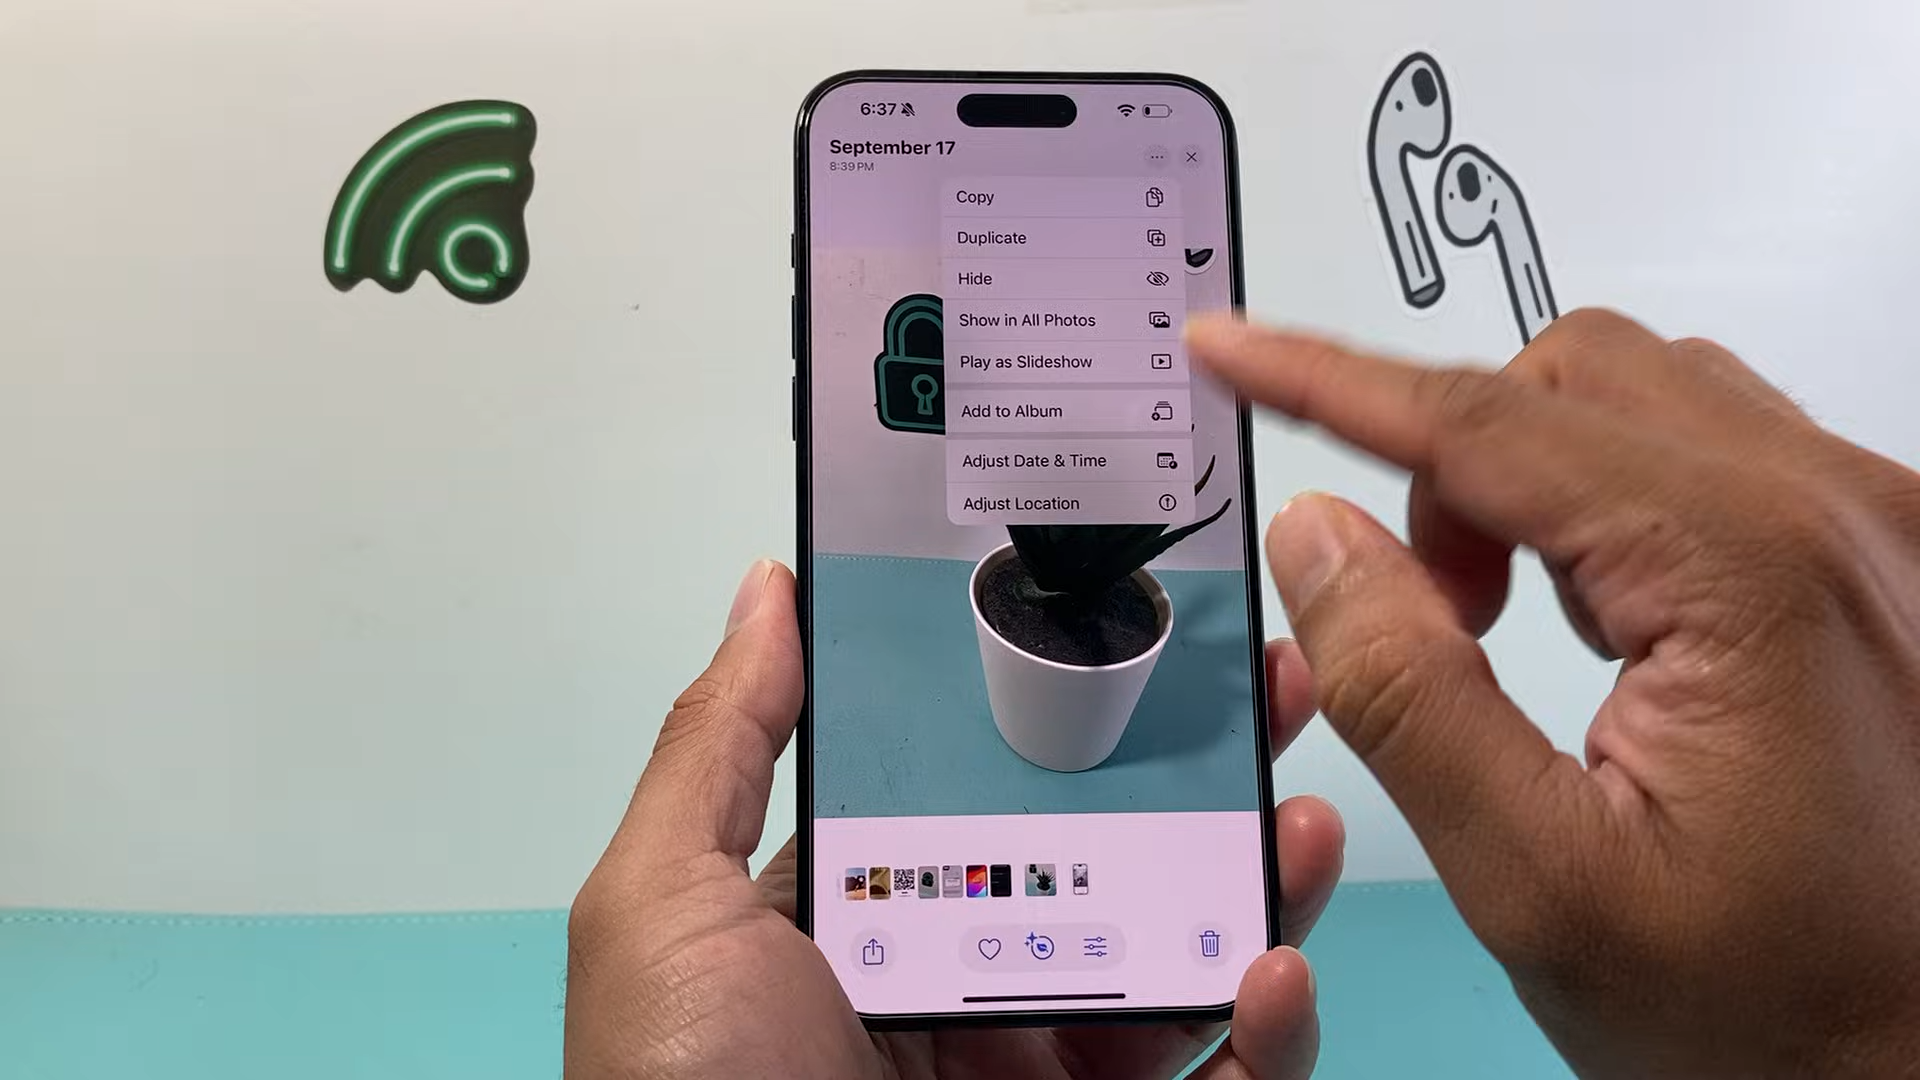 6:37
September 17
8:39 PM
Copy
Duplicate
Hide
Show in All Photos
Play as Slideshow
Add to Album
Adjust Date & Time
Adjust Location